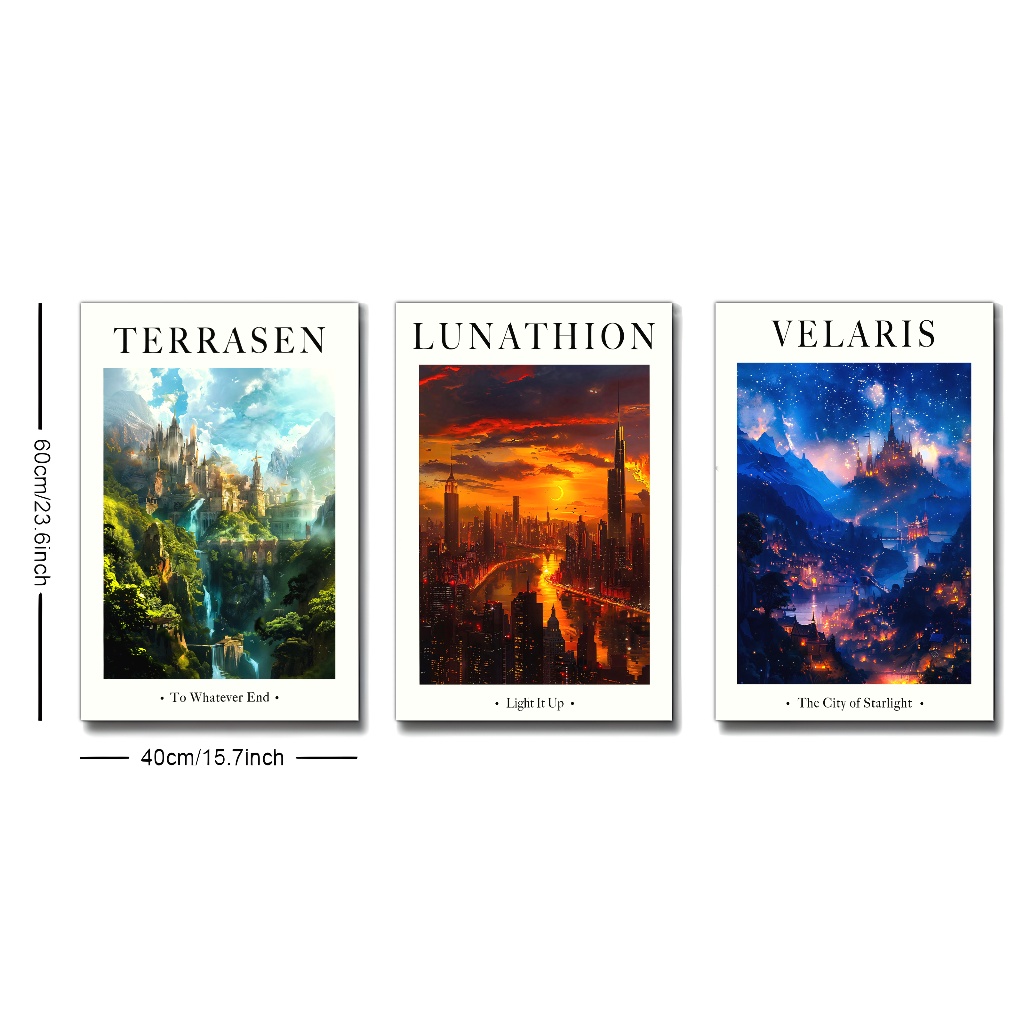 TERRASEN
• To Whatever End •
LUNATHION
• Light It Up •
VELARIS
• The City of Starlight •
60cm/23.6inch
40cm/15.7inch